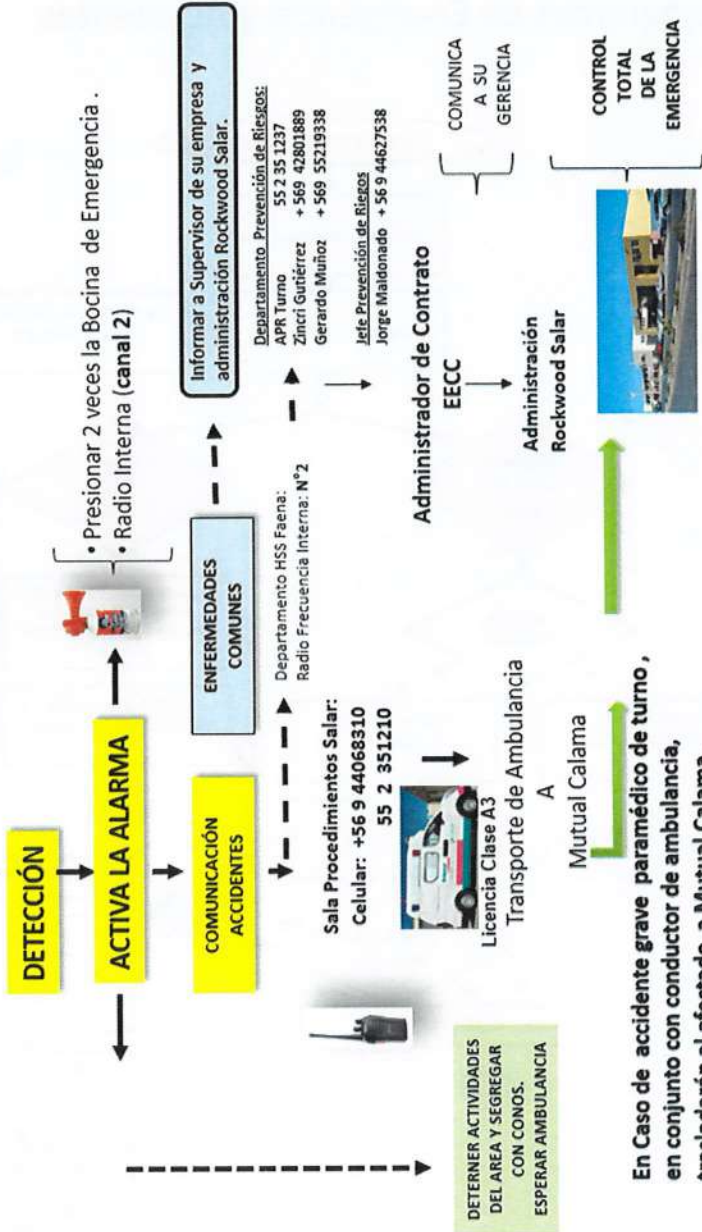 DETECCIÓN
ACTIVA LA ALARMA
• Presionar 2 veces la Bocina de Emergencia .
• Radio Interna (canal 2)
COMUNICACIÓN
ACCIDENTES
ENFERMEDADES
COMUNES
Informar a Supervisor de su empresa y
administración Rockwood Salar.
Departamento HSS Faena:
Radio Frecuencia Interna: N°2
Departamento Prevención de Riesgos:
APR Turno 55 2 35 1237
Zincri Gutiérrez + 569 42801889
Gerardo Muñoz + 569 55219338
Jefe Prevención de Riegos
Jorge Maldonado + 56 9 44627538
Sala Procedimientos Salar:
Celular: +56 9 44068310
55 2 351210
Licencia Clase A3
Transporte de Ambulancia
A
Mutual Calama
Administrador de Contrato
EECC
COMUNICA
A SU
GERENCIA
Administración
Rockwood Salar
CONTROL
TOTAL
DE LA
EMERGENCIA
DETERNER ACTIVIDADES
DEL AREA Y SEGREGAR
CON CONOS.
ESPERAR AMBULANCIA
En Caso de accidente grave paramédico de turno ,
en conjunto con conductor de ambulancia,